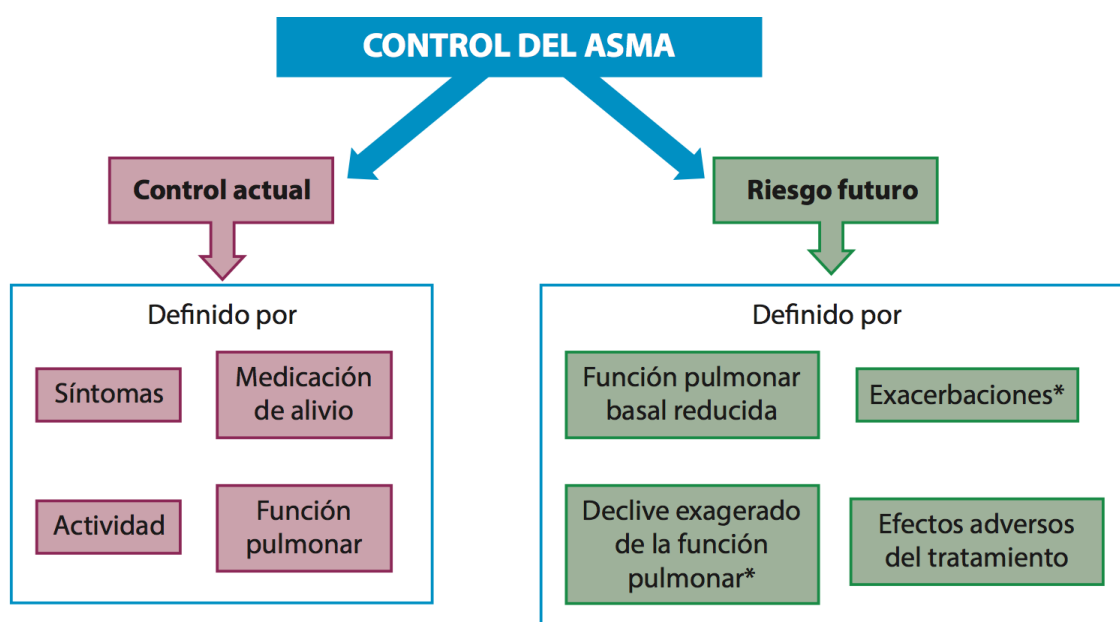 CONTROL DEL ASMA
Control actual
Definido por
Síntomas
Medicación
de alivio
Actividad
Función
pulmonar
Riesgo futuro
Definido por
Función pulmonar
basal reducida
Exacerbaciones*
Declive exagerado
de la función
pulmonar*
Efectos adversos
del tratamiento